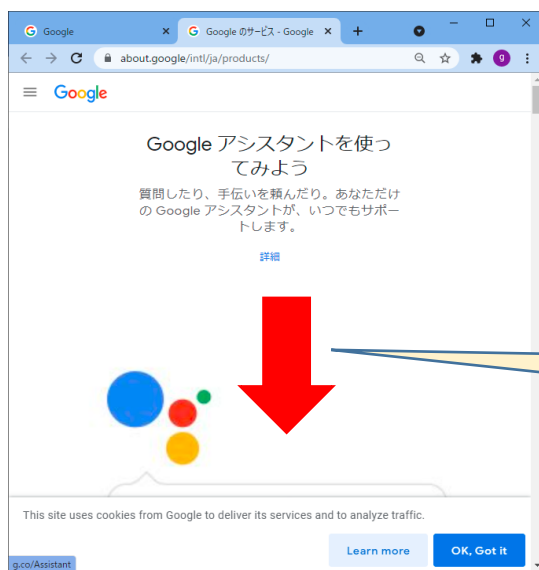 Google
Google のサービス - Google
about.google/intl/ja/products/
g
Google
Google アシスタントを使っ
てみよう
質問したり、手伝いを頼んだり。あなただけ
の Google アシスタントが、いつでもサポー
トします。
詳細
This site uses cookies from Google to deliver its services and to analyze traffic.
Learn more
OK, Got it
g.co/Assistant